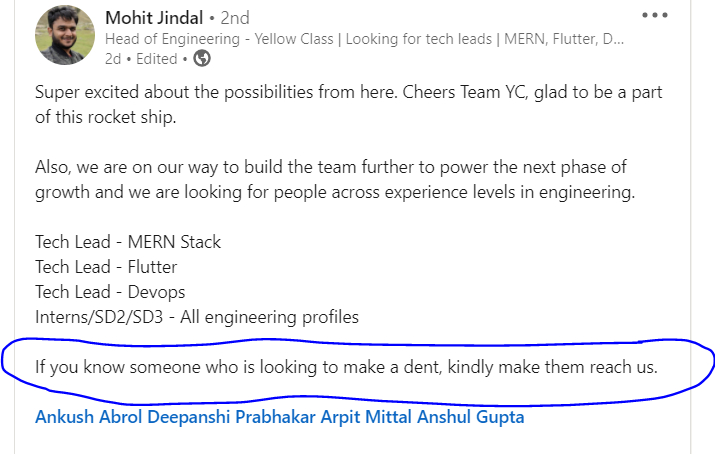 Mohit Jindal • 2nd
Head of Engineering - Yellow Class | Looking for tech leads | MERN, Flutter, D...
2d • Edited •
Super excited about the possibilities from here. Cheers Team YC, glad to be a part
of this rocket ship.
Also, we are on our way to build the team further to power the next phase of
growth and we are looking for people across experience levels in engineering.
Tech Lead - MERN Stack
Tech Lead - Flutter
Tech Lead - Devops
Interns/SD2/SD3 - All engineering profiles
If you know someone who is looking to make a dent, kindly make them reach us.
Ankush Abrol Deepanshi Prabhakar Arpit Mittal Anshul Gupta